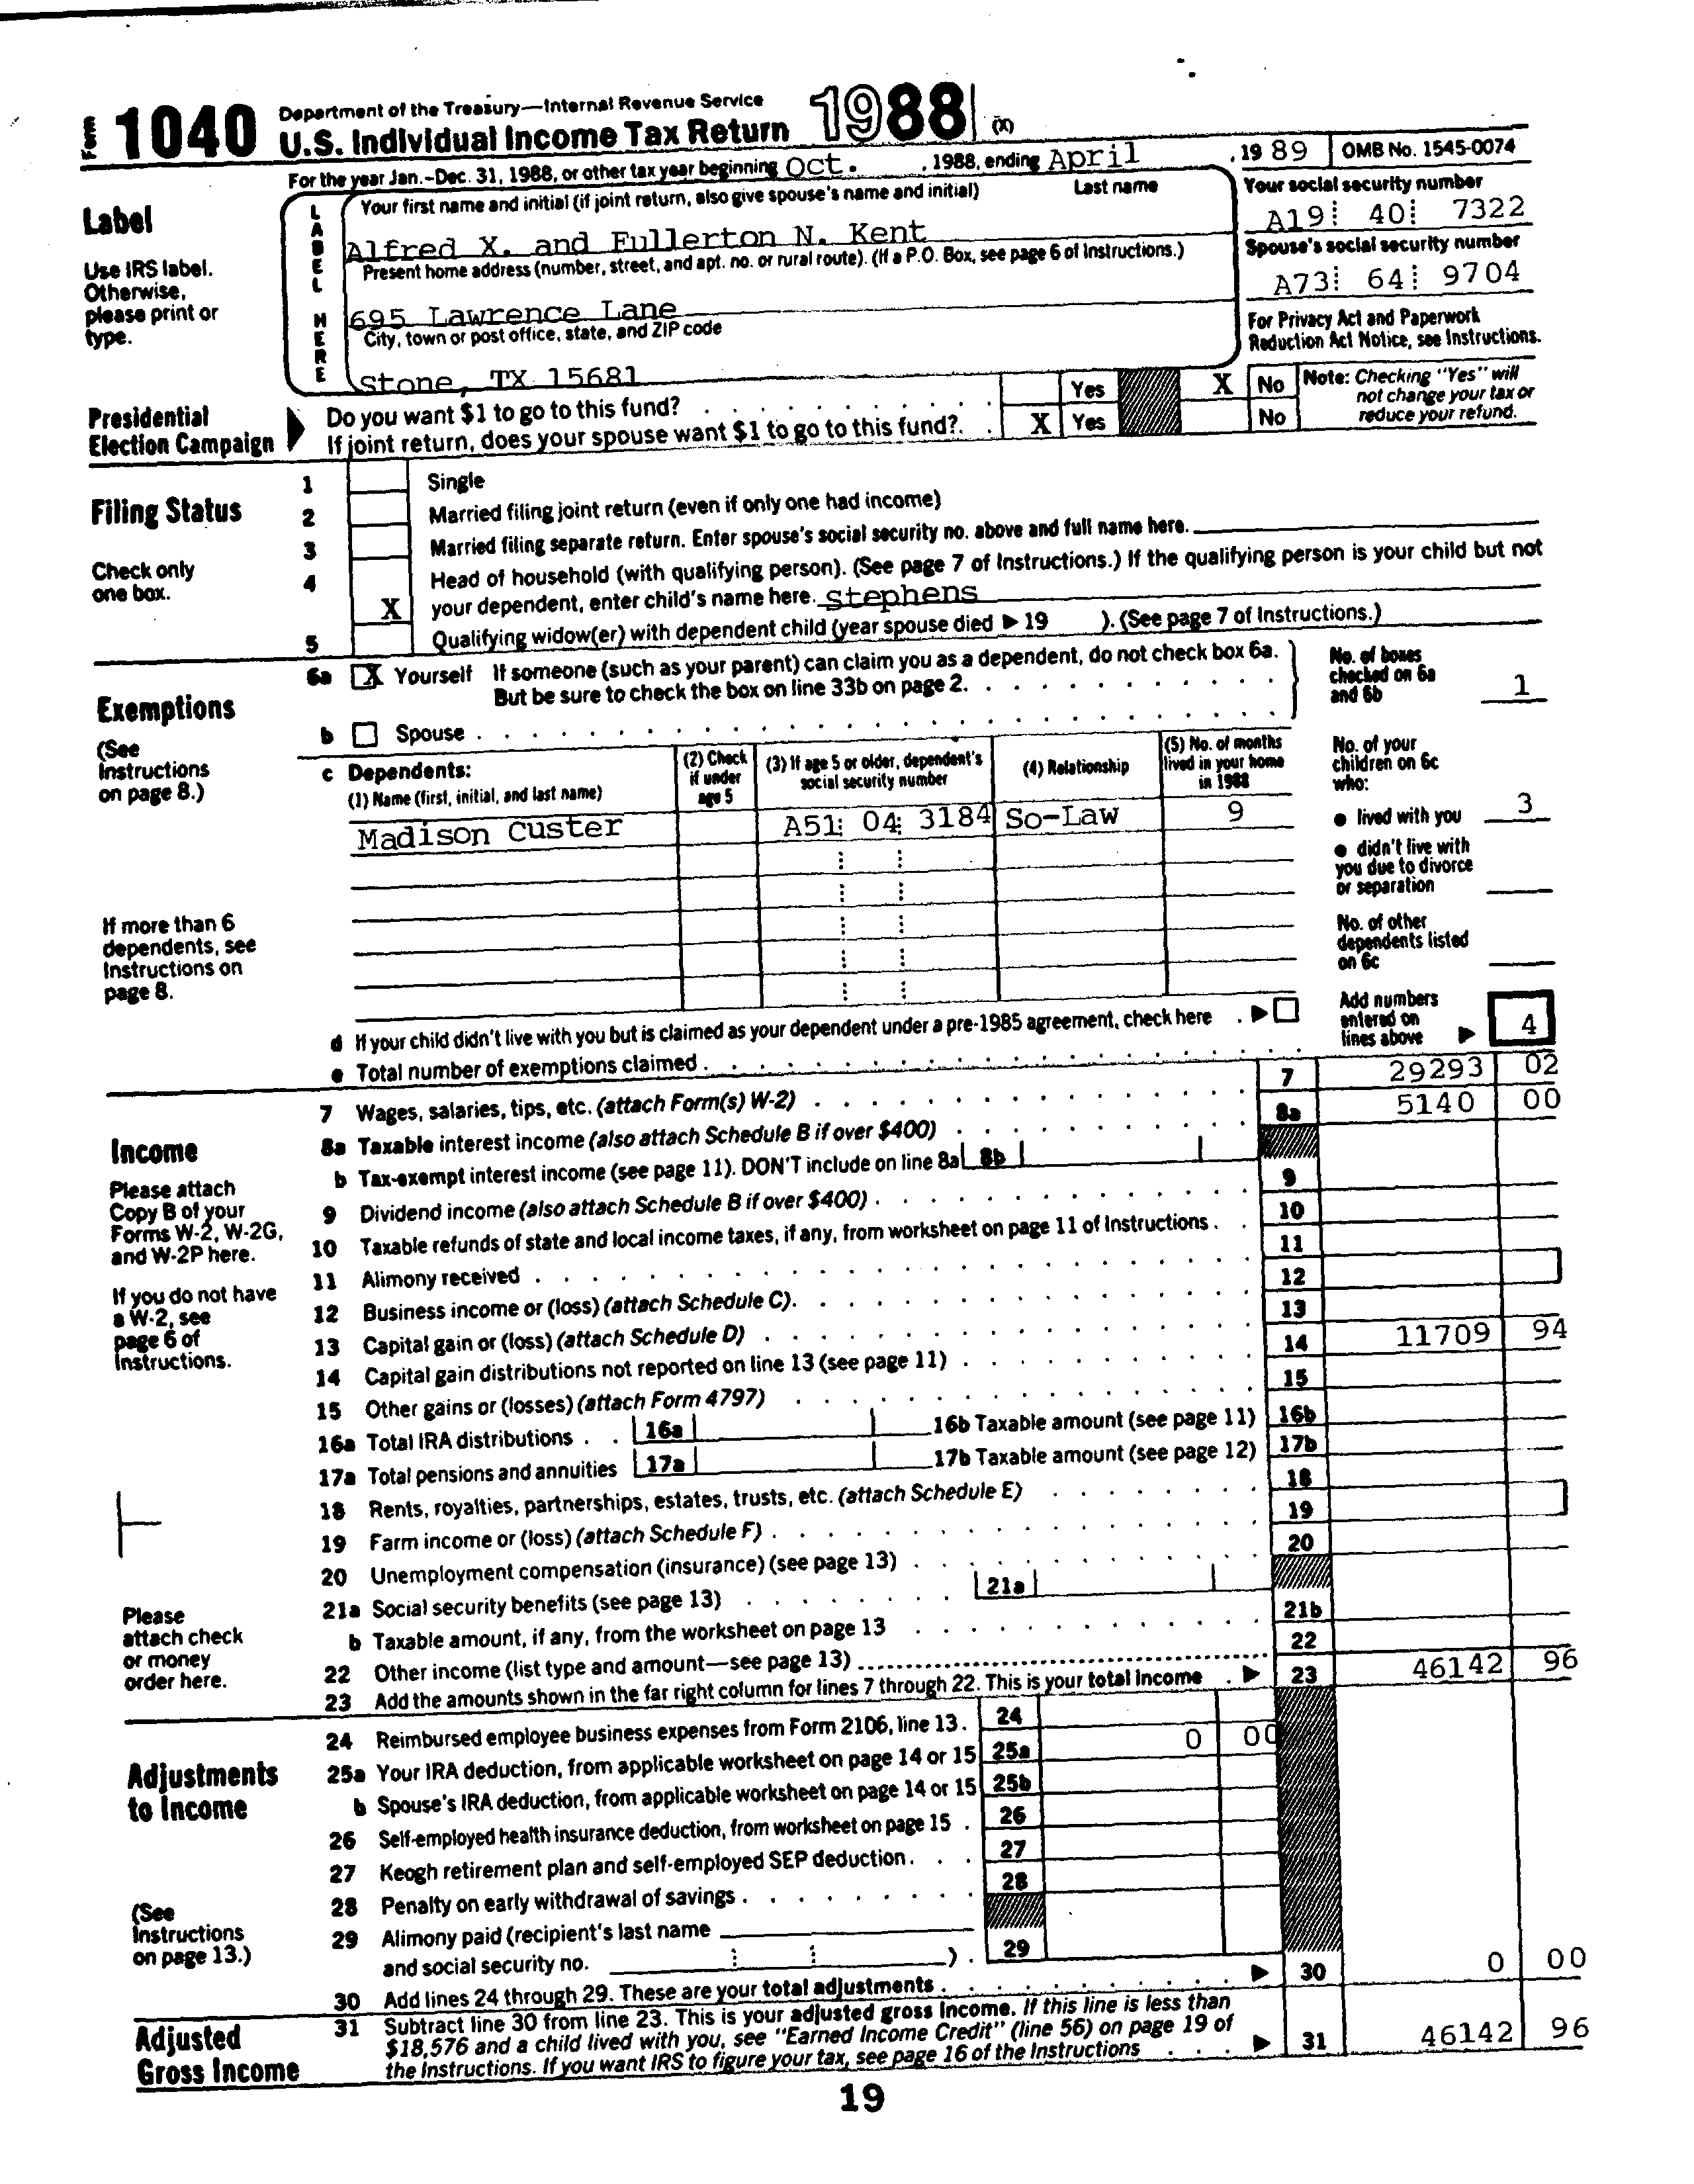 Form 1040 Department of the Treasury—Internal Revenue Service
U.S. Individual Income Tax Return 1988 (X)
For the year Jan.-Dec. 31, 1988, or other tax year beginning Oct. , 1988, ending April , 19 89 OMB No. 1545-0074
Label
Use IRS label.
Otherwise,
please print or
type.
LABEL HERE
Your first name and initial (if joint return, also give spouse's name and initial) Last name
Alfred X. and Fullerton N. Kent
Your social security number
A19 40 7322
Present home address (number, street, and apt. no. or rural route). (If a P.O. Box, see page 6 of Instructions.)
695 Lawrence Lane
Spouse's social security number
A73 64 9704
City, town or post office, state, and ZIP code
Stone, TX 15681
For Privacy Act and Paperwork
Reduction Act Notice, see Instructions.
Presidential
Election Campaign
Do you want $1 to go to this fund? . . . . . . . . . . Yes X No
If joint return, does your spouse want $1 to go to this fund? . . X Yes No
Note: Checking "Yes" will
not change your tax or
reduce your refund.
Filing Status
Check only
one box.
1 Single
2 Married filing joint return (even if only one had income)
3 Married filing separate return. Enter spouse's social security no. above and full name here.
4 Head of household (with qualifying person). (See page 7 of Instructions.) If the qualifying person is your child but not
X your dependent, enter child's name here. Stephens
5 Qualifying widow(er) with dependent child (year spouse died ▶ 19 ). (See page 7 of Instructions.)
Exemptions
(See
Instructions
on page 8.)
6a X Yourself If someone (such as your parent) can claim you as a dependent, do not check box 6a.
But be sure to check the box on line 33b on page 2. . . . . . . . . . . . .
b Spouse . . . . . . . . . . . . . . . . . . . . . . . .
No. of boxes
checked on 6a
and 6b 1
c Dependents:
(1) Name (first, initial, and last name)
(2) Check
if under
age 5
(3) If age 5 or older, dependent's
social security number
(4) Relationship
(5) No. of months
lived in your home
in 1988
Madison Custer A51 04 3184 So-Law 9
No. of your
children on 6c
who:
● lived with you 3
● didn't live with
you due to divorce
or separation
No. of other
dependents listed
on 6c
If more than 6
dependents, see
Instructions on
page 8.
d If your child didn't live with you but is claimed as your dependent under a pre-1985 agreement, check here . ▶
e Total number of exemptions claimed . . . . . . . . . . . . . . . . . .
Add numbers
entered on
lines above ▶ 4
Income
Please attach
Copy B of your
Forms W-2, W-2G,
and W-2P here.
If you do not have
a W-2, see
page 6 of
Instructions.
Please
attach check
or money
order here.
7 Wages, salaries, tips, etc. (attach Form(s) W-2) . . . . . . . . . . . . . 7 29293 02
8a Taxable interest income (also attach Schedule B if over $400) . . . . . . . . . 8a 5140 00
b Tax-exempt interest income (see page 11). DON'T include on line 8a 8b
9 Dividend income (also attach Schedule B if over $400) . . . . . . . . . . . 9
10 Taxable refunds of state and local income taxes, if any, from worksheet on page 11 of Instructions . . 10
11 Alimony received . . . . . . . . . . . . . . . . . . . . . 11
12 Business income or (loss) (attach Schedule C). . . . . . . . . . . . . . 12
13 Capital gain or (loss) (attach Schedule D) . . . . . . . . . . . . . . . 13
14 Capital gain distributions not reported on line 13 (see page 11) . . . . . . . . . 14 11709 94
15 Other gains or (losses) (attach Form 4797) . . . . . . . . . . . . . . 15
16a Total IRA distributions . . 16a 16b Taxable amount (see page 11) 16b
17a Total pensions and annuities 17a 17b Taxable amount (see page 12) 17b
18 Rents, royalties, partnerships, estates, trusts, etc. (attach Schedule E) . . . . . . . 18
19 Farm income or (loss) (attach Schedule F) . . . . . . . . . . . . . . . 19
20 Unemployment compensation (insurance) (see page 13) . . . . . . . . . . . 20
21a Social security benefits (see page 13) . . . . . . . 21a
b Taxable amount, if any, from the worksheet on page 13 . . . . . . . . . . . 21b
22 Other income (list type and amount—see page 13) 22
23 Add the amounts shown in the far right column for lines 7 through 22. This is your total income . ▶ 23 46142 96
Adjustments
to Income
(See
Instructions
on page 13.)
24 Reimbursed employee business expenses from Form 2106, line 13 . 24
25a Your IRA deduction, from applicable worksheet on page 14 or 15 25a 0 00
b Spouse's IRA deduction, from applicable worksheet on page 14 or 15 25b
26 Self-employed health insurance deduction, from worksheet on page 15 . 26
27 Keogh retirement plan and self-employed SEP deduction . . . 27
28 Penalty on early withdrawal of savings . . . . . . . . . 28
29 Alimony paid (recipient's last name
and social security no. ) . 29
30 Add lines 24 through 29. These are your total adjustments . . . . . . . . . ▶ 30 0 00
Adjusted
Gross Income
31 Subtract line 30 from line 23. This is your adjusted gross income. If this line is less than
$18,576 and a child lived with you, see "Earned Income Credit" (line 56) on page 19 of
the Instructions. If you want IRS to figure your tax, see page 16 of the Instructions . . . ▶ 31 46142 96
19